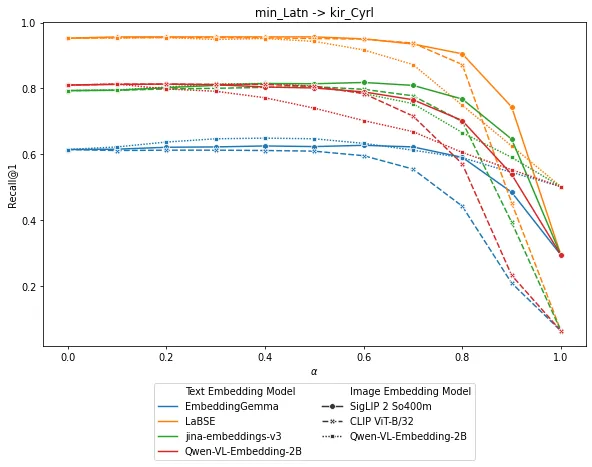 min_Latn -> kir_Cyrl
1.0
0.8
0.6
0.4
0.2
Recall@1
0.0 0.2 0.4 0.6 0.8 1.0
α
Text Embedding Model
EmbeddingGemma
LaBSE
jina-embeddings-v3
Qwen-VL-Embedding-2B
Image Embedding Model
SigLIP 2 So400m
CLIP ViT-B/32
Qwen-VL-Embedding-2B